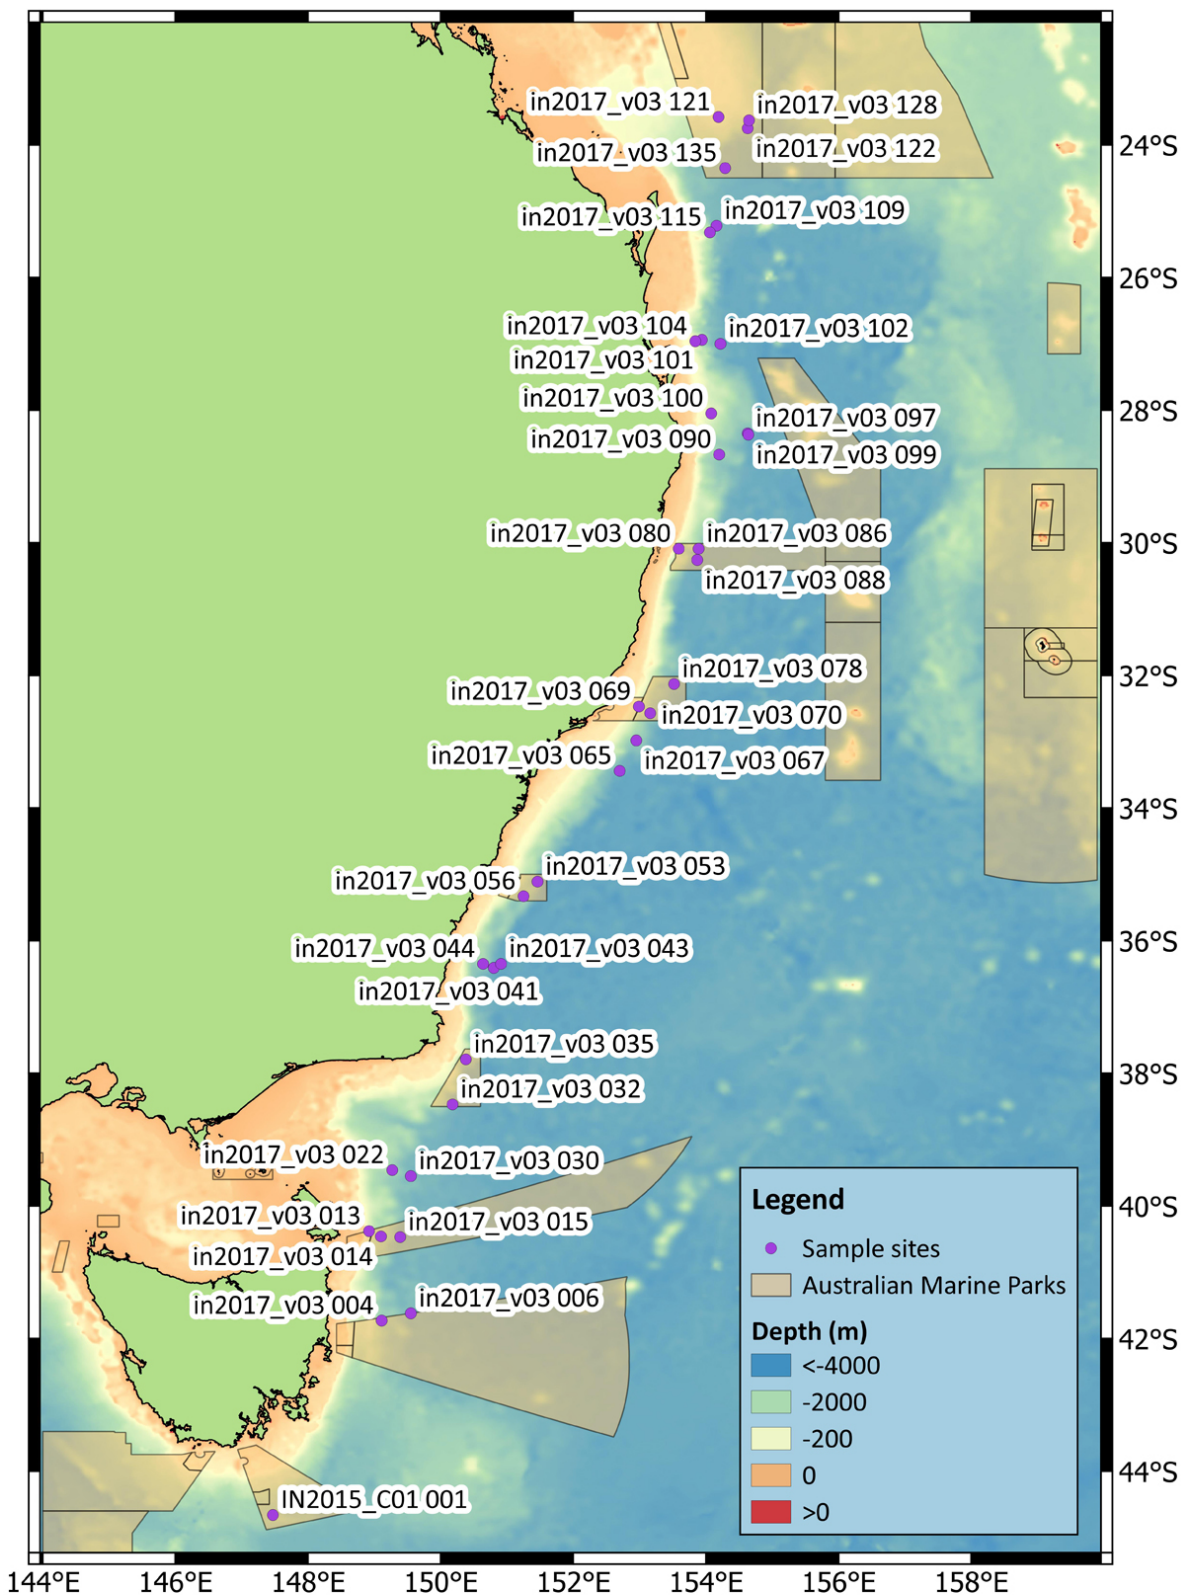 in2017_v03 121
in2017_v03 128
in2017_v03 135
in2017_v03 122
24°S
in2017_v03 115
in2017_v03 109
26°S
in2017_v03 104
in2017_v03 102
in2017_v03 101
in2017_v03 100
28°S
in2017_v03 097
in2017_v03 090
in2017_v03 099
in2017_v03 080
in2017_v03 086
30°S
in2017_v03 088
in2017_v03 078
32°S
in2017_v03 069
in2017_v03 070
in2017_v03 065
in2017_v03 067
34°S
in2017_v03 056
in2017_v03 053
36°S
in2017_v03 044
in2017_v03 043
in2017_v03 041
in2017_v03 035
38°S
in2017_v03 032
in2017_v03 022
in2017_v03 030
40°S
in2017_v03 013
in2017_v03 015
in2017_v03 014
in2017_v03 004
in2017_v03 006
42°S
44°S
IN2015_C01 001
Legend
Sample sites
Australian Marine Parks
Depth (m)
<-4000
-2000
-200
0
>0
144°E
146°E
148°E
150°E
152°E
154°E
156°E
158°E